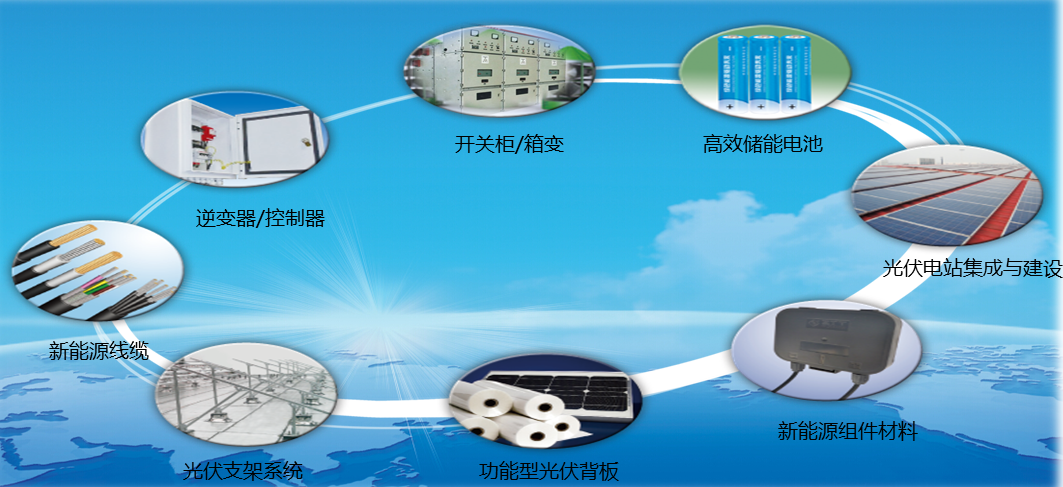 开关柜/箱变
高效储能电池
逆变器/控制器
光伏电站集成与建设
新能源线缆
新能源组件材料
光伏支架系统
功能型光伏背板